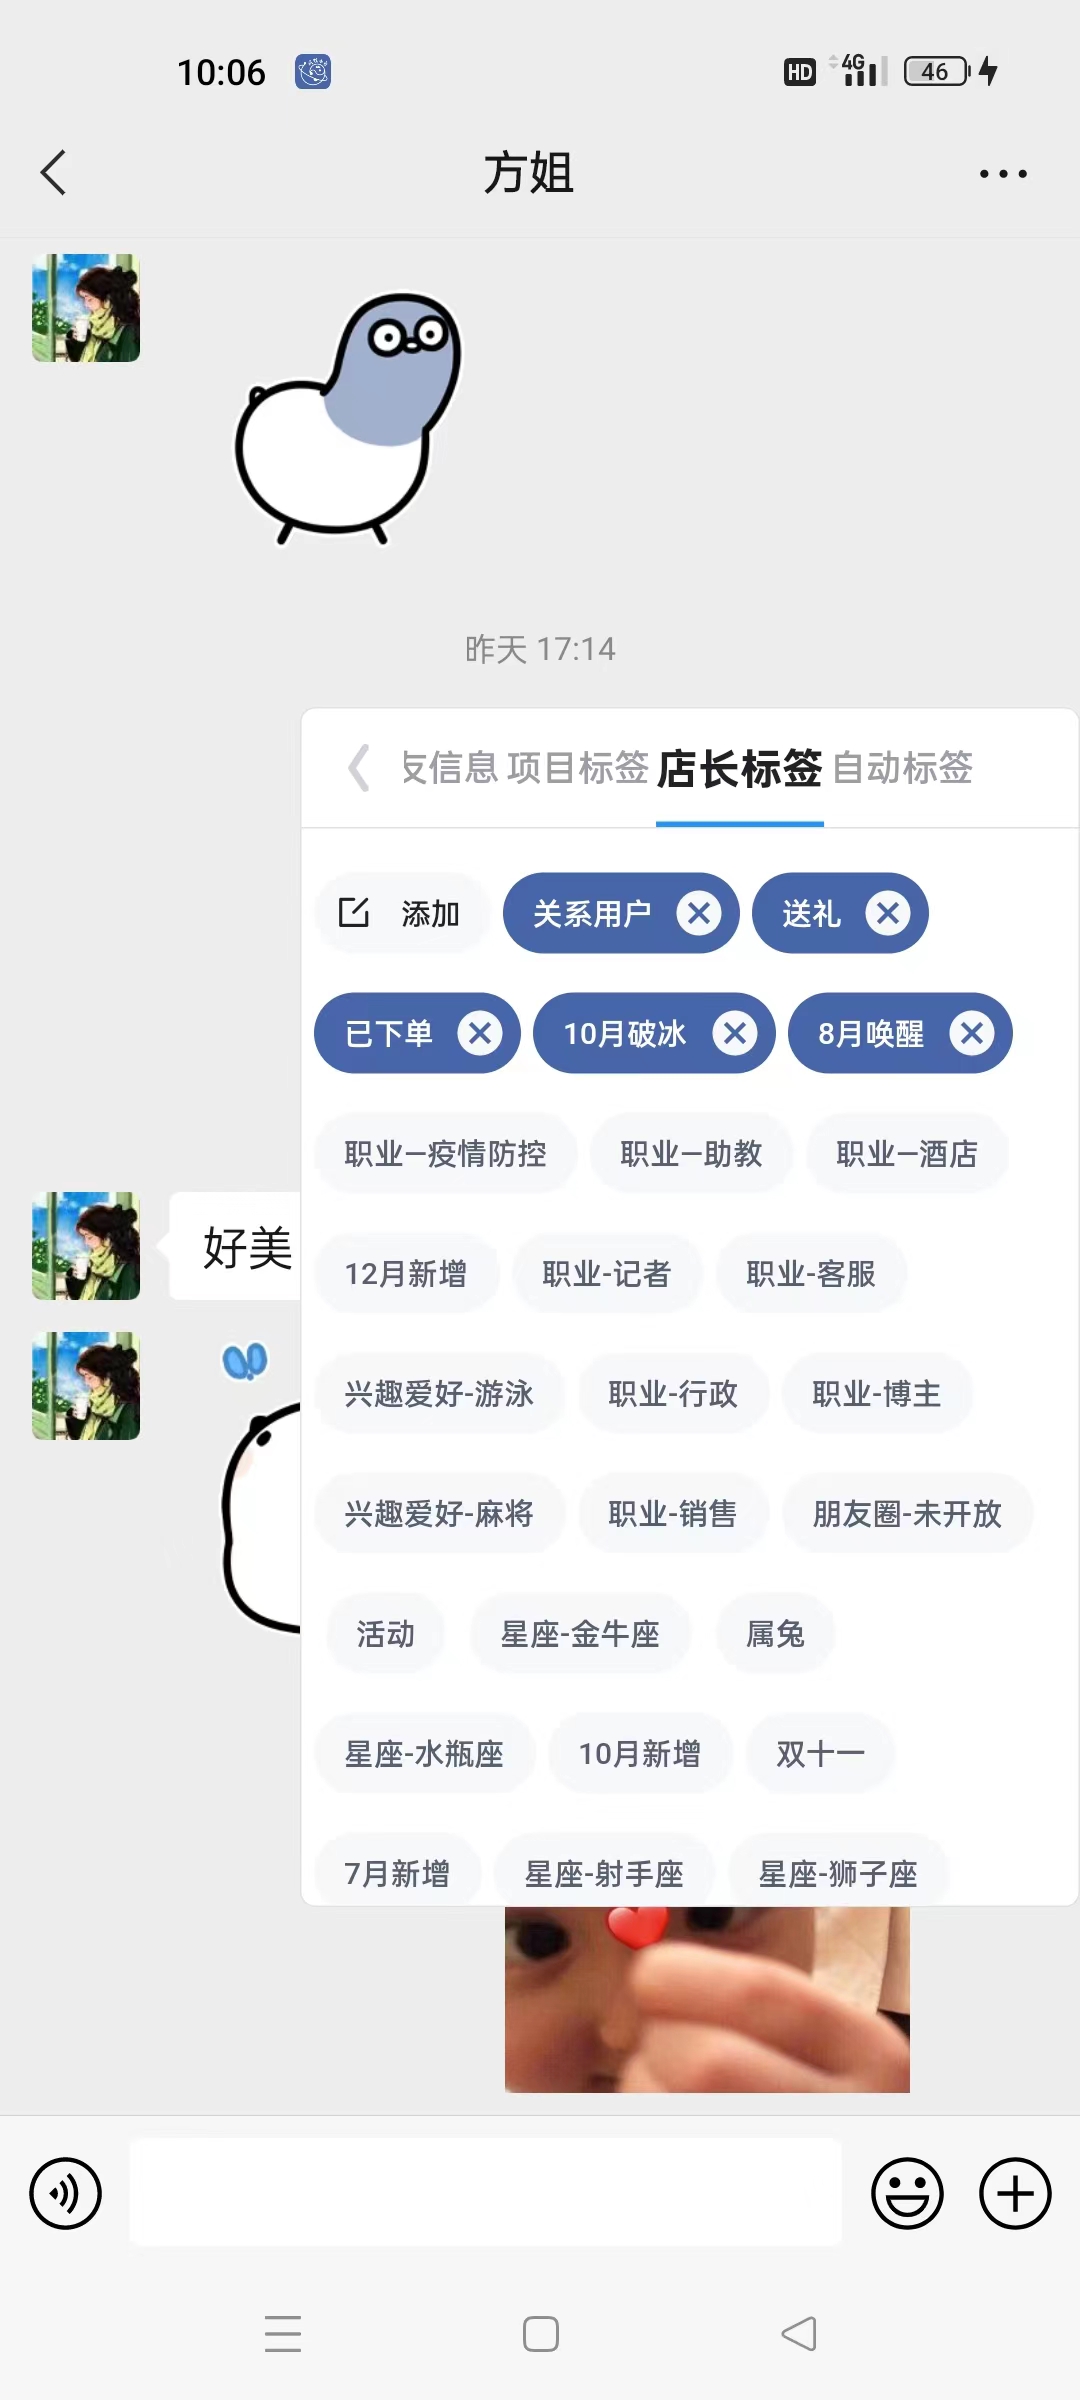 10:06 HD 4G 46
方姐
昨天 17:14
友信息 项目标签 店长标签 自动标签
添加 关系用户 送礼
已下单 10月破冰 8月唤醒
职业—疫情防控 职业—助教 职业—酒店
好美
12月新增 职业-记者 职业-客服
兴趣爱好-游泳 职业-行政 职业-博主
兴趣爱好-麻将 职业-销售 朋友圈-未开放
活动 星座-金牛座 属兔
星座-水瓶座 10月新增 双十一
7月新增 星座-射手座 星座-狮子座